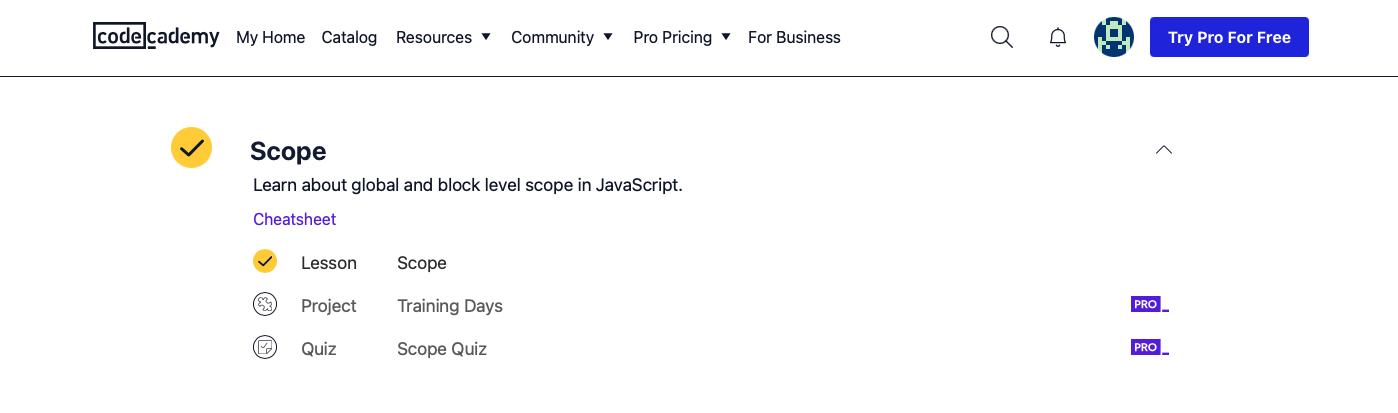 codecademy My Home Catalog Resources Community Pro Pricing For Business Try Pro For Free
Scope
Learn about global and block level scope in JavaScript.
Cheatsheet
Lesson Scope
Project Training Days PRO
Quiz Scope Quiz PRO